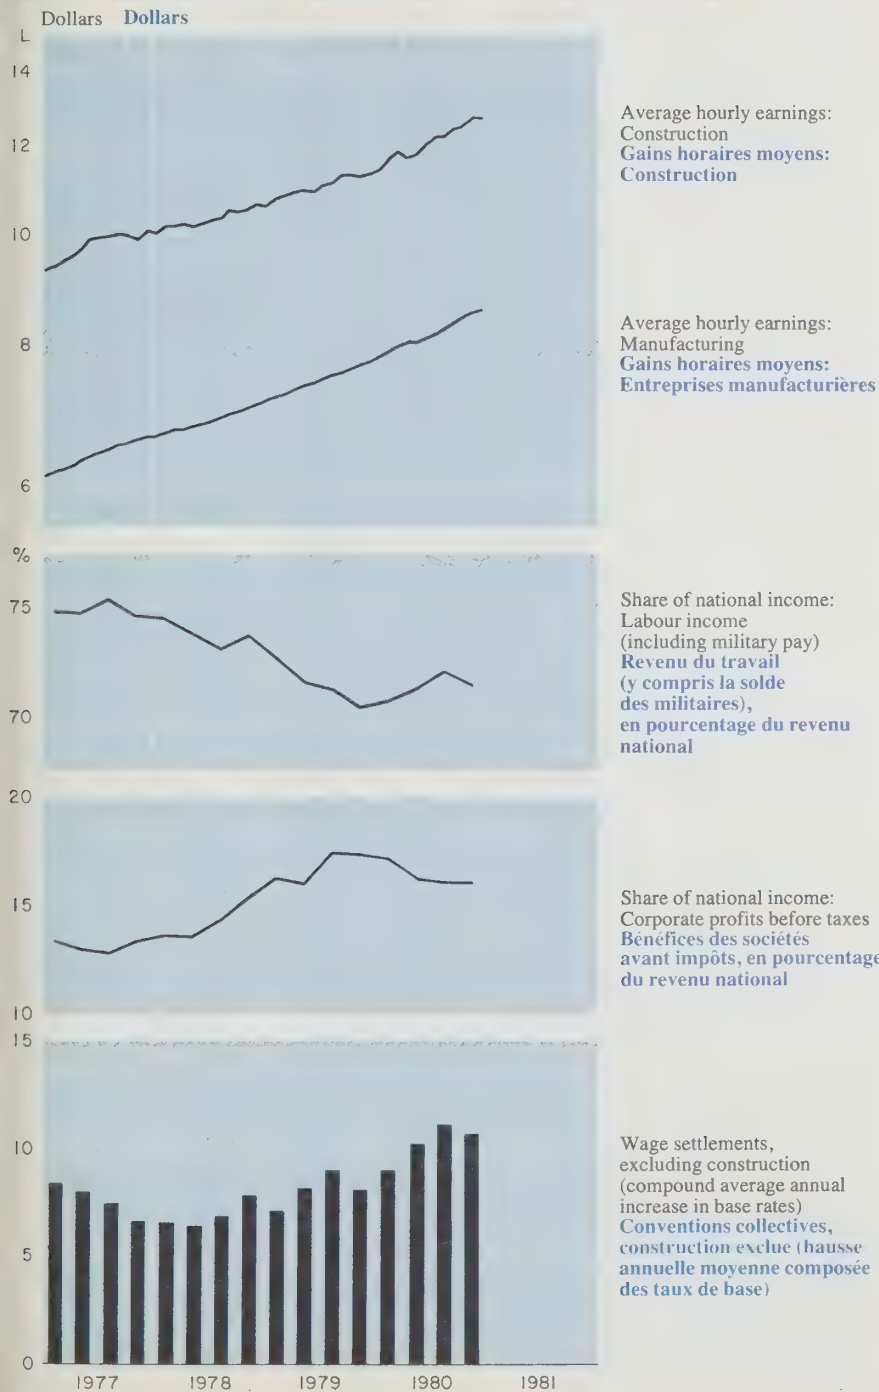 Dollars Dollars
L
14
12
10
8
6
Average hourly earnings:
Construction
Gains horaires moyens:
Construction
Average hourly earnings:
Manufacturing
Gains horaires moyens:
Entreprises manufacturières
%
75
70
Share of national income:
Labour income
(including military pay)
Revenu du travail
(y compris la solde
des militaires),
en pourcentage du revenu
national
20
15
10
Share of national income:
Corporate profits before taxes
Bénéfices des sociétés
avant impôts, en pourcentage
du revenu national
15
10
5
0
Wage settlements,
excluding construction
(compound average annual
increase in base rates)
Conventions collectives,
construction exclue (hausse
annuelle moyenne composée
des taux de base)
1977 1978 1979 1980 1981